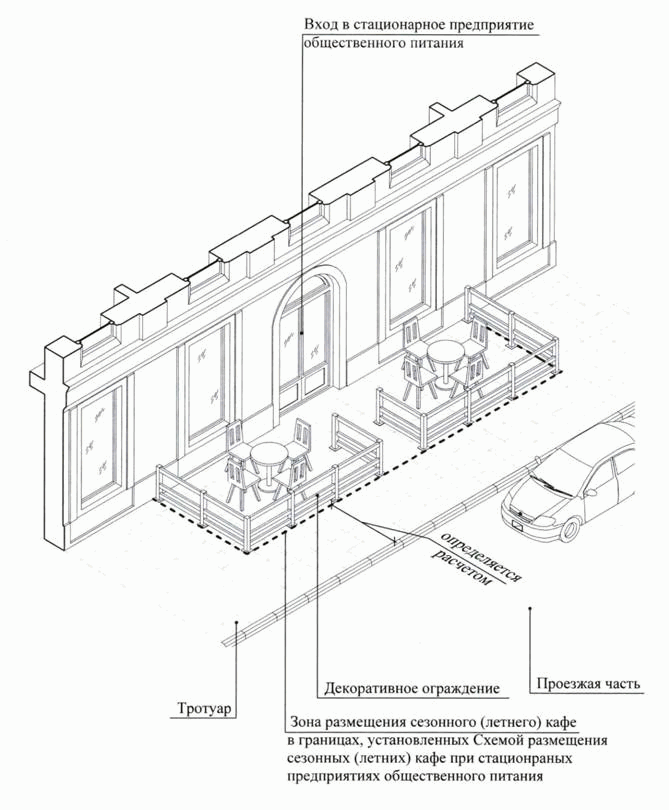 Вход в стационарное предприятие
общественного питания
определяется
расчетом
Проезжая часть
Декоративное ограждение
Тротуар
Зона размещения сезонного (летнего) кафе
в границах, установленных Схемой размещения
сезонных (летних) кафе при стационраных
предприятиях общественного питания